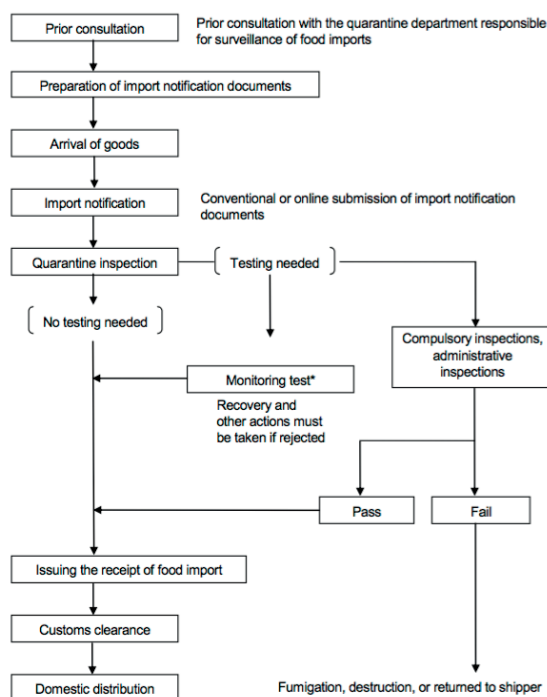 Prior consultation
Prior consultation with the quarantine department responsible
for surveillance of food imports
Preparation of import notification documents
Arrival of goods
Import notification
Conventional or online submission of import notification
documents
Quarantine inspection
Testing needed
No testing needed
Compulsory inspections,
administrative
inspections
Monitoring test*
Recovery and
other actions must
be taken if rejected
Pass
Fail
Issuing the receipt of food import
Customs clearance
Domestic distribution
Fumigation, destruction, or returned to shipper